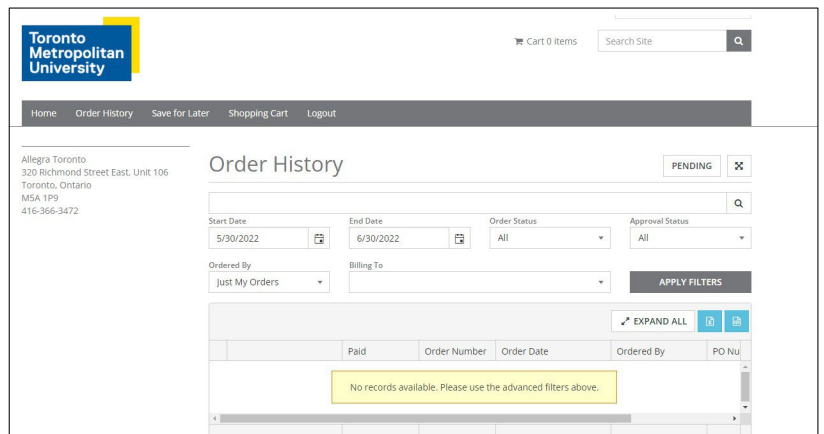 Toronto
Metropolitan
University
Cart 0 items
Search Site
Home Order History Save for Later Shopping Cart Logout
Allegra Toronto
320 Richmond Street East, Unit 106
Toronto, Ontario
M5A 1P9
416-366-3472
Order History
PENDING
Start Date End Date Order Status Approval Status
5/30/2022 6/30/2022 All All
Ordered By Billing To
Just My Orders APPLY FILTERS
EXPAND ALL
Paid Order Number Order Date Ordered By PO Nu
No records available. Please use the advanced filters above.